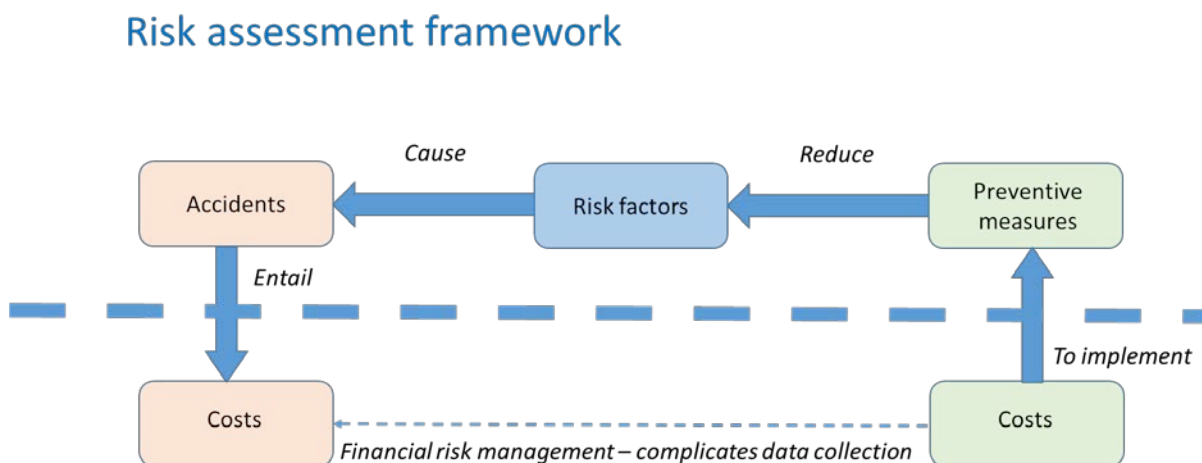 Risk assessment framework
Cause
Reduce
Accidents
Risk factors
Preventive
measures
Entail
To implement
Costs
Costs
Financial risk management – complicates data collection